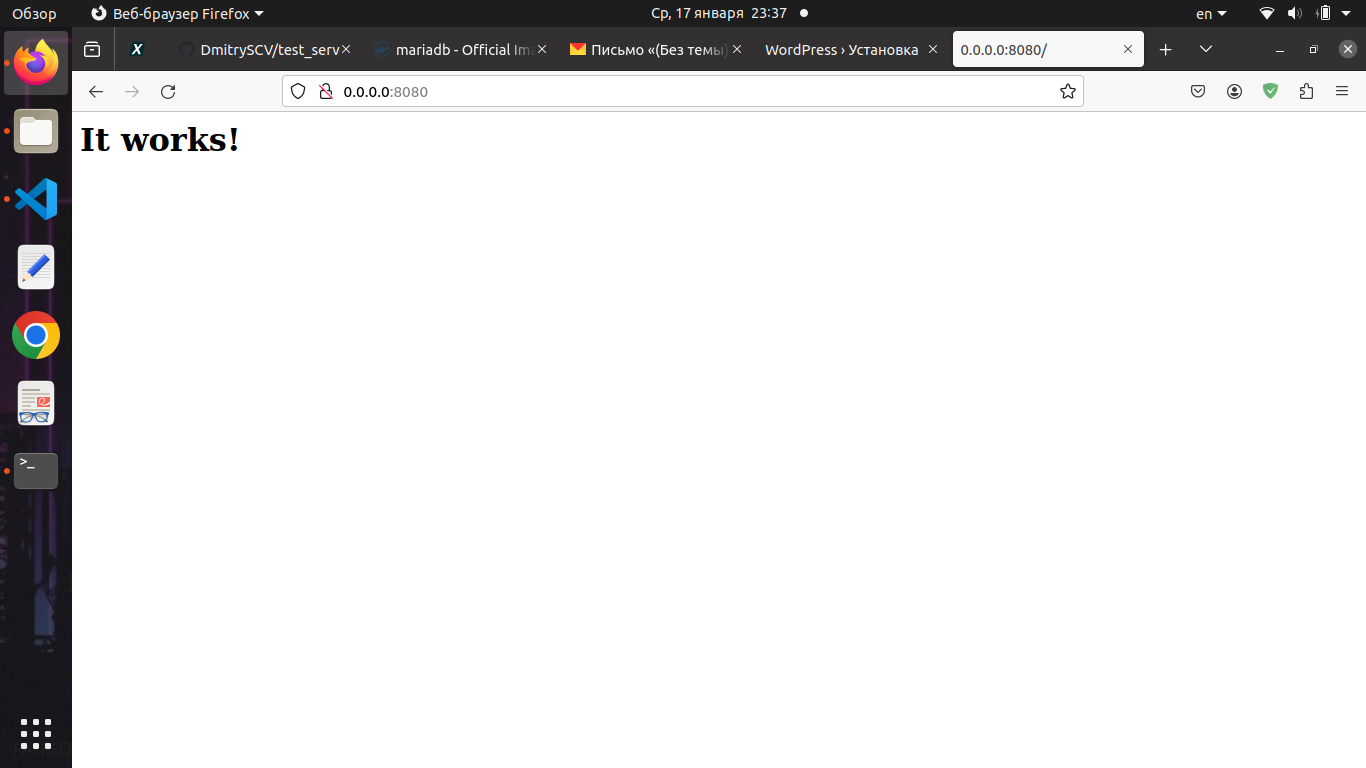 Обзор
Веб-браузер Firefox
Ср, 17 января 23:37
en
DmitrySCV/test_serv
mariadb - Official Im
Письмо «(Без темы)
WordPress › Установка
0.0.0.0:8080/
0.0.0.0:8080
It works!
>_